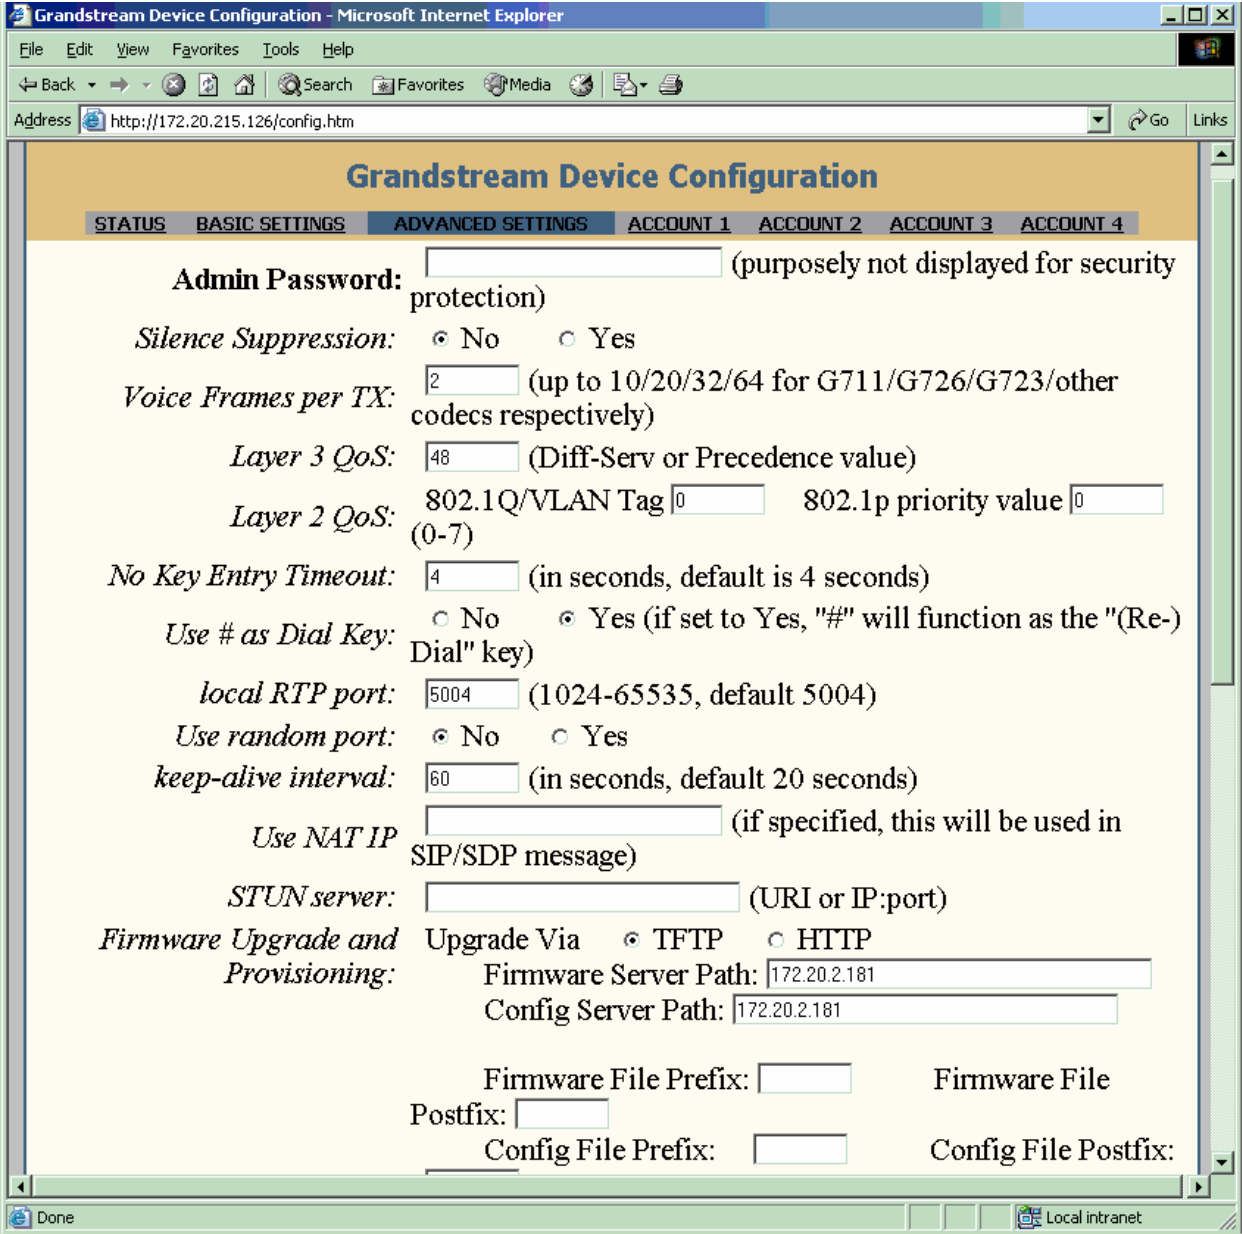 Grandstream Device Configuration - Microsoft Internet Explorer
File Edit View Favorites Tools Help
Back Search Favorites Media
Address http://172.20.215.126/config.htm Go Links
Grandstream Device Configuration
STATUS BASIC SETTINGS ADVANCED SETTINGS ACCOUNT 1 ACCOUNT 2 ACCOUNT 3 ACCOUNT 4
Admin Password: (purposely not displayed for security
protection)
Silence Suppression: No Yes
Voice Frames per TX: 2 (up to 10/20/32/64 for G711/G726/G723/other
codecs respectively)
Layer 3 QoS: 48 (Diff-Serv or Precedence value)
Layer 2 QoS: 802.1Q/VLAN Tag 0 802.1p priority value 0
(0-7)
No Key Entry Timeout: 4 (in seconds, default is 4 seconds)
Use # as Dial Key: No Yes (if set to Yes, "#" will function as the "(Re-)
Dial" key)
local RTP port: 5004 (1024-65535, default 5004)
Use random port: No Yes
keep-alive interval: 60 (in seconds, default 20 seconds)
Use NAT IP (if specified, this will be used in
SIP/SDP message)
STUN server: (URI or IP:port)
Firmware Upgrade and Upgrade Via TFTP HTTP
Provisioning: Firmware Server Path: 172.20.2.181
Config Server Path: 172.20.2.181
Firmware File Prefix: Firmware File
Postfix:
Config File Prefix: Config File Postfix:
Done Local intranet